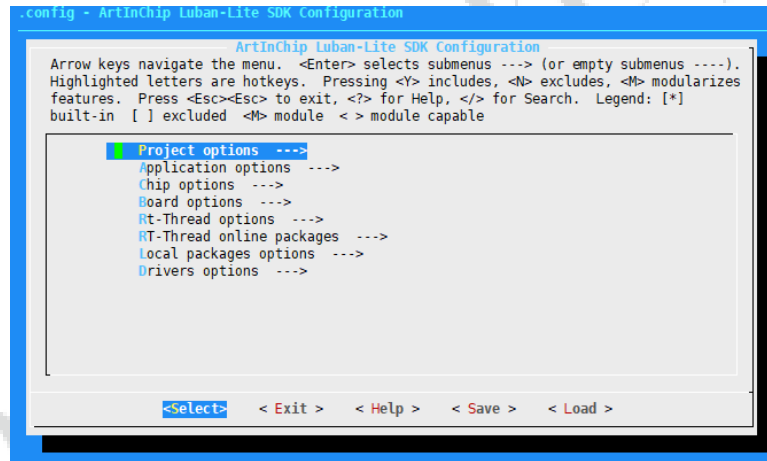 .config - ArtInChip Luban-Lite SDK Configuration
ArtInChip Luban-Lite SDK Configuration
Arrow keys navigate the menu.  <Enter> selects submenus ---> (or empty submenus ----).
Highlighted letters are hotkeys.  Pressing <Y> includes, <N> excludes, <M> modularizes
features.  Press <Esc><Esc> to exit, <?> for Help, </> for Search.  Legend: [*]
built-in  [ ] excluded  <M> module  < > module capable
Project options  --->
Application options  --->
Chip options  --->
Board options  --->
Rt-Thread options  --->
RT-Thread online packages  --->
Local packages options  --->
Drivers options  --->
<Select>    < Exit >    < Help >    < Save >    < Load >